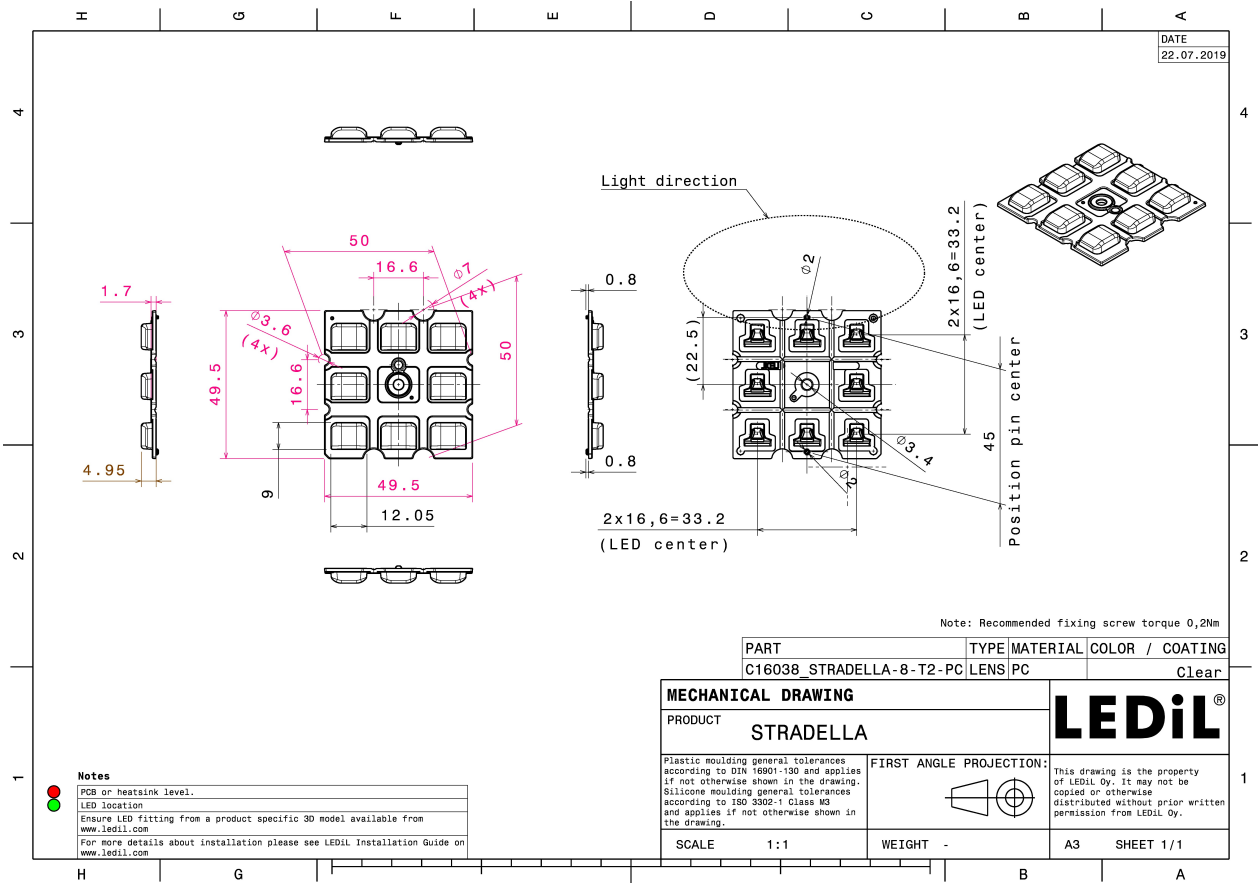 H G F E D C B A
DATE
22.07.2019
4
4
Light direction
50
16.6
⌀7
(4x)
1.7
⌀3.6
(4x)
49.5
16.6
50
4.95
9
49.5
12.05
0.8
0.8
⌀2
2x16,6=33.2
(LED center)
(22.5)
45
Position pin center
⌀3.4
⌀2
2x16,6=33.2
(LED center)
3
3
2
2
Note: Recommended fixing screw torque 0,2Nm
PART TYPE MATERIAL COLOR / COATING
C16038_STRADELLA-8-T2-PC LENS PC Clear
MECHANICAL DRAWING
PRODUCT
STRADELLA
LEDiL®
Plastic moulding general tolerances
according to DIN 16901-130 and applies
if not otherwise shown in the drawing.
Silicone moulding general tolerances
according to ISO 3302-1 Class M3
and applies if not otherwise shown in
the drawing.
FIRST ANGLE PROJECTION:
This drawing is the property
of LEDiL Oy. It may not be
copied or otherwise
distributed without prior written
permission from LEDiL Oy.
SCALE 1:1
WEIGHT -
A3 SHEET 1/1
1
1
Notes
PCB or heatsink level.
LED location
Ensure LED fitting from a product specific 3D model available from
www.ledil.com
For more details about installation please see LEDiL Installation Guide on
www.ledil.com
H G B A